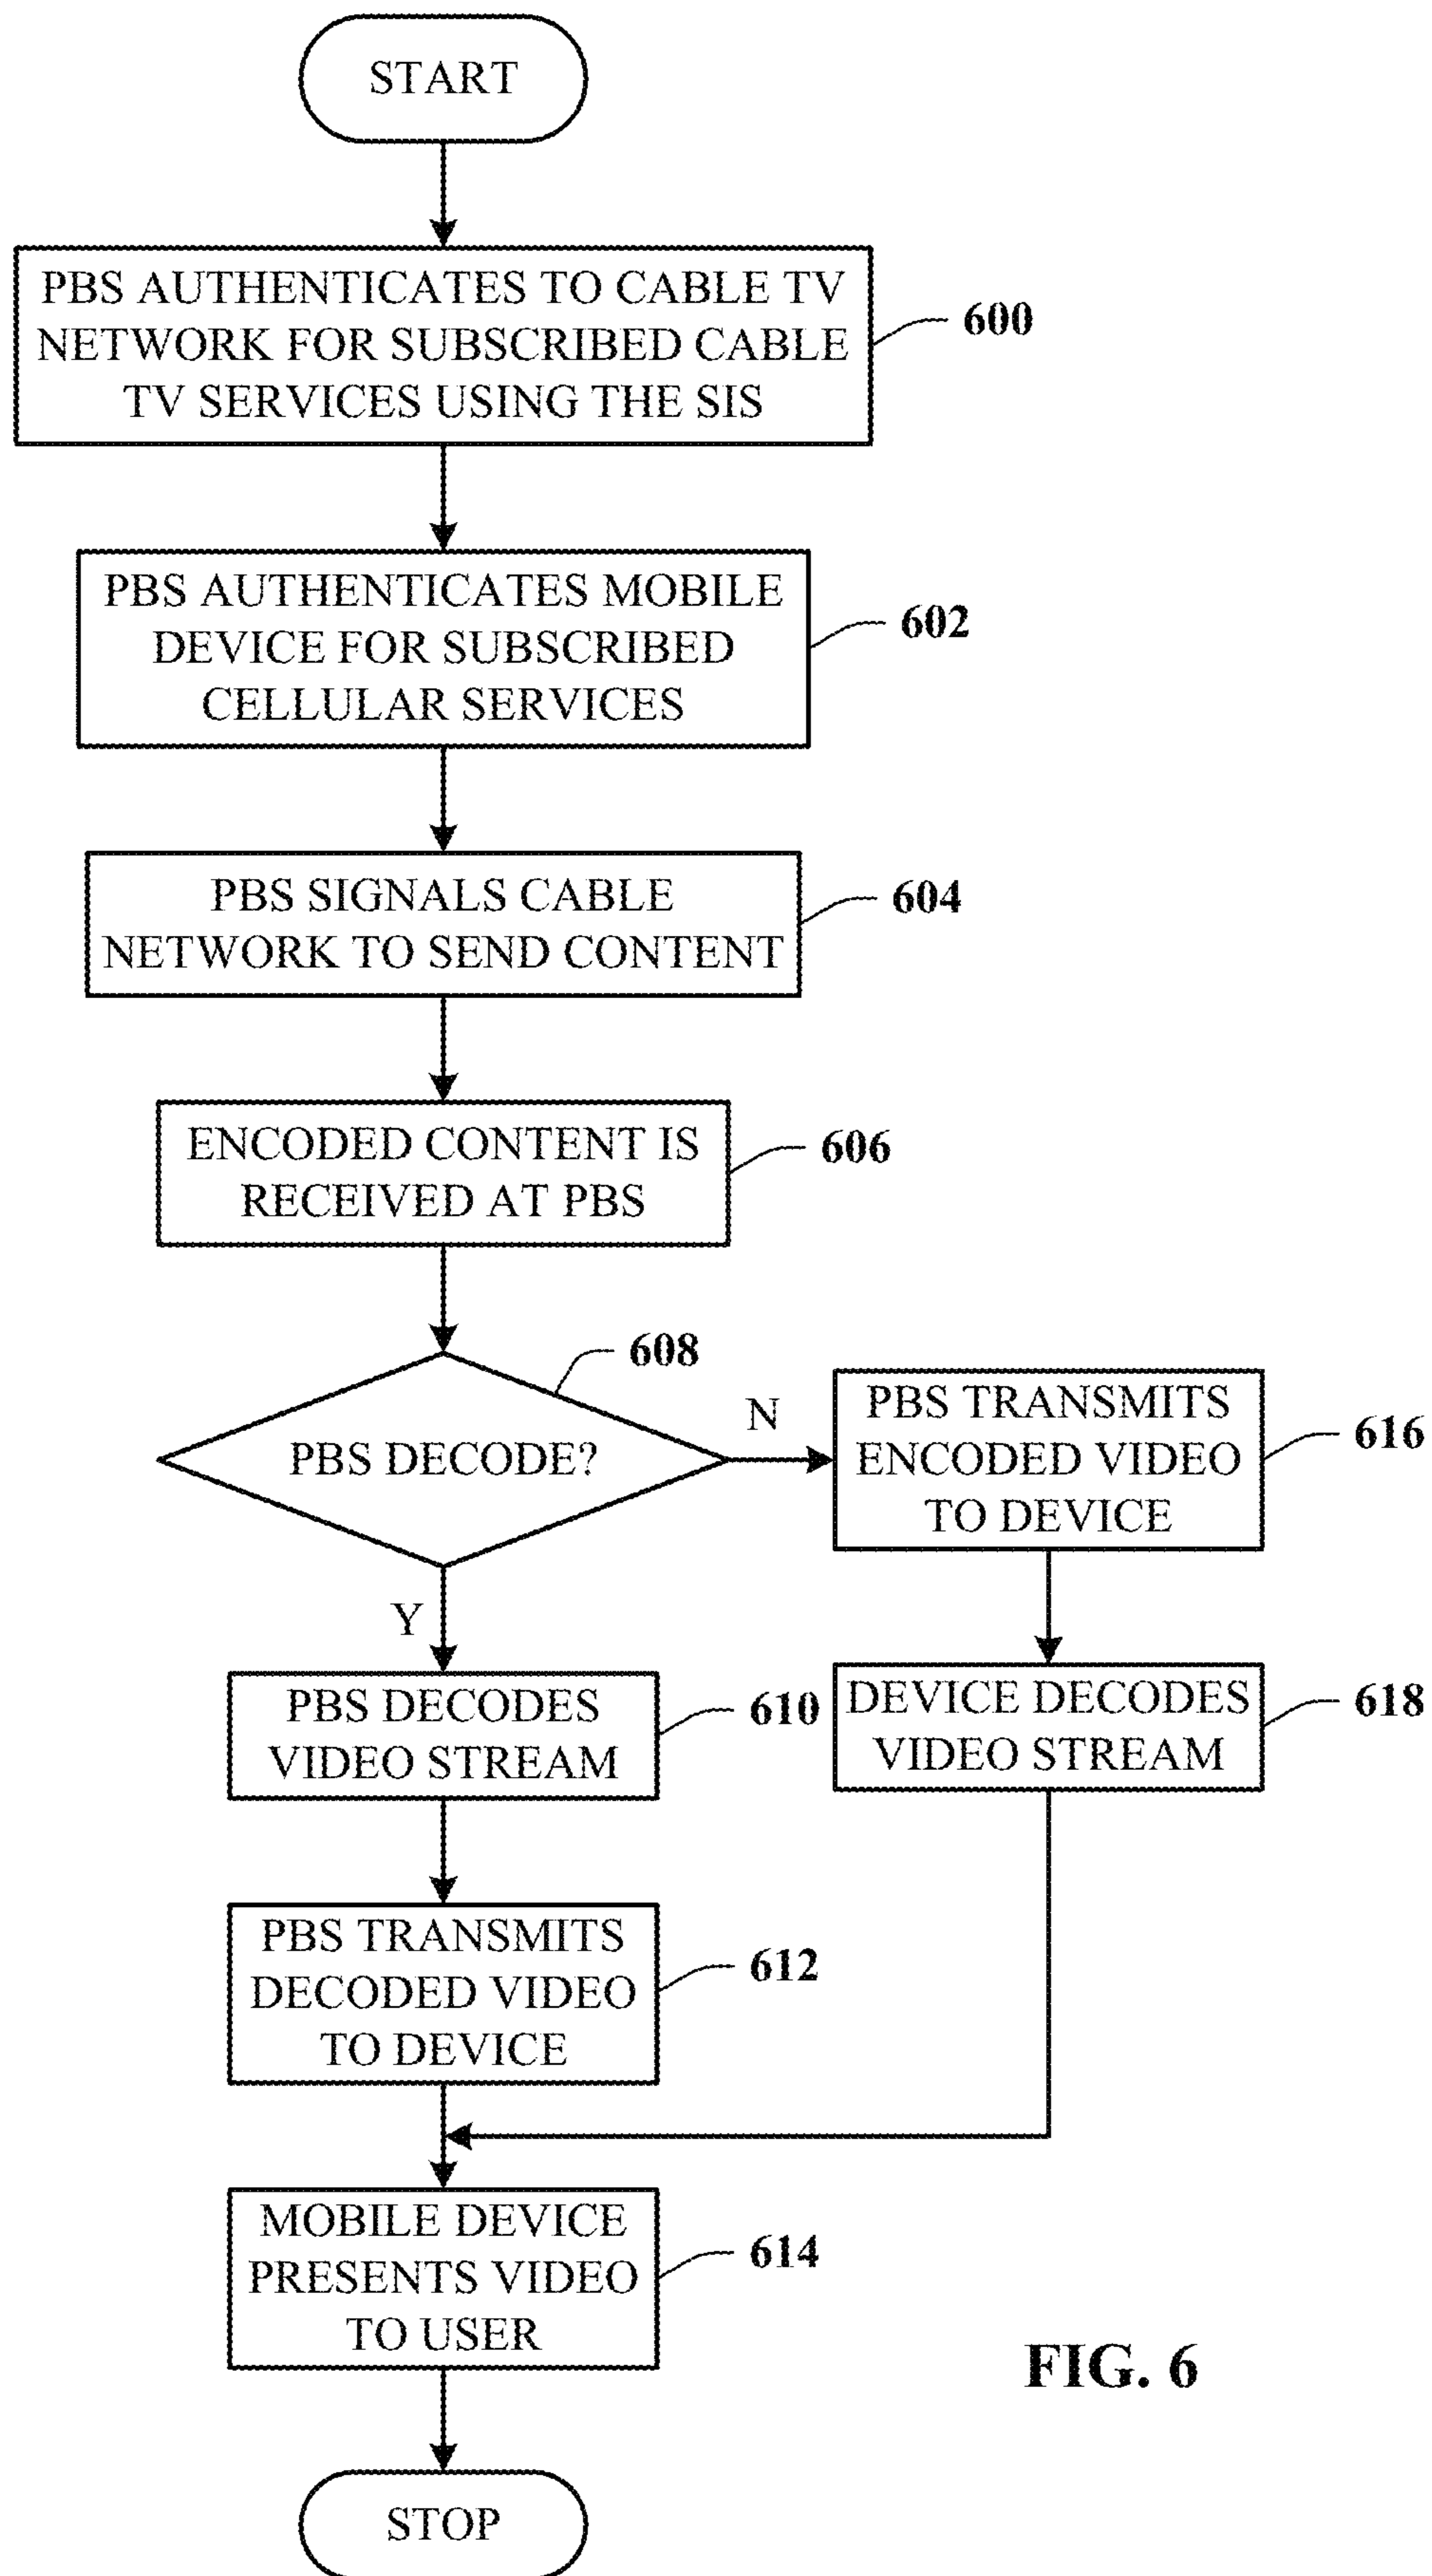 START
PBS AUTHENTICATES TO CABLE TV
NETWORK FOR SUBSCRIBED CABLE
TV SERVICES USING THE SIS
600
PBS AUTHENTICATES MOBILE
DEVICE FOR SUBSCRIBED
CELLULAR SERVICES
602
PBS SIGNALS CABLE
NETWORK TO SEND CONTENT
604
ENCODED CONTENT IS
RECEIVED AT PBS
606
608
PBS DECODE?
N
PBS TRANSMITS
ENCODED VIDEO
TO DEVICE
616
Y
PBS DECODES
VIDEO STREAM
610
DEVICE DECODES
VIDEO STREAM
618
PBS TRANSMITS
DECODED VIDEO
TO DEVICE
612
MOBILE DEVICE
PRESENTS VIDEO
TO USER
614
FIG. 6
STOP